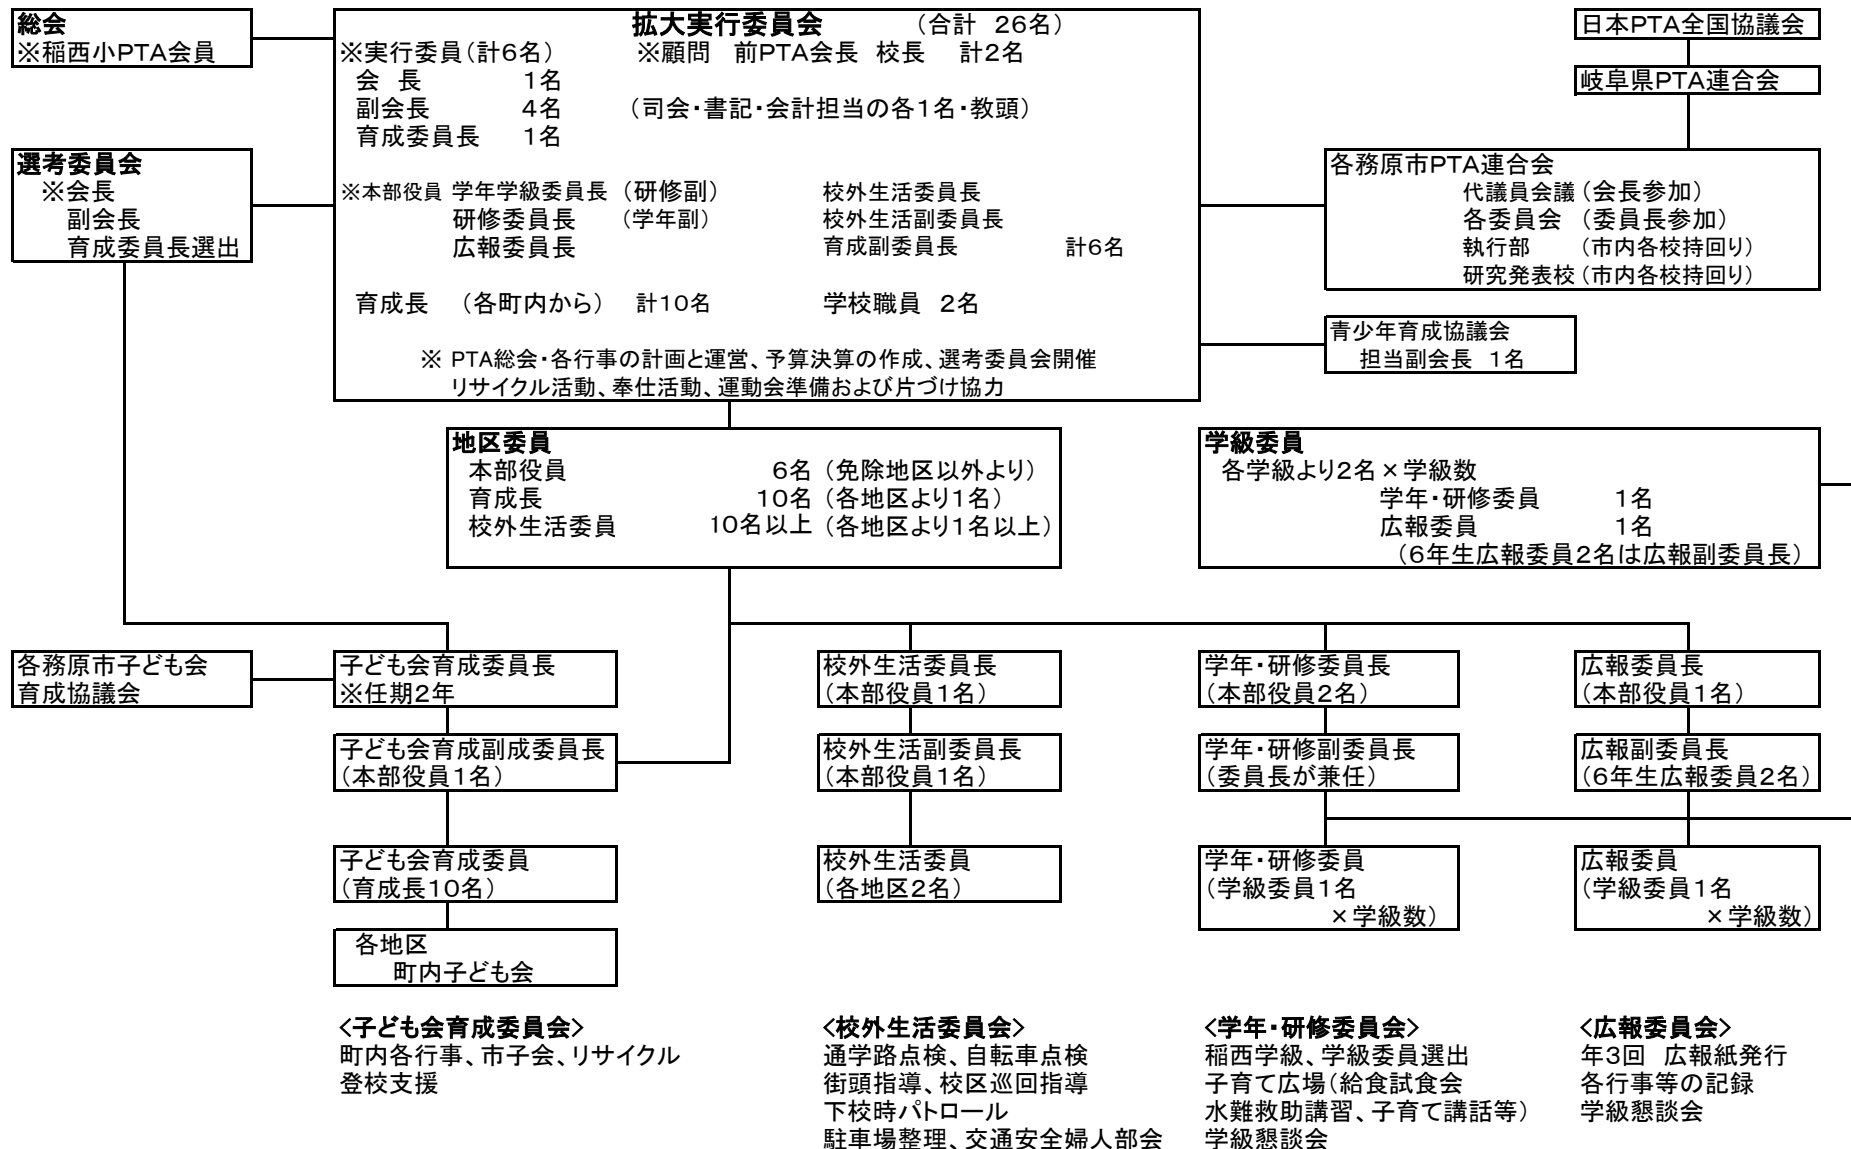 総会
※稲西小PTA会員
拡大実行委員会 (合計 26名)
※実行委員(計6名) ※顧問 前PTA会長 校長 計2名
会 長 1名
副会長 4名 (司会・書記・会計担当の各1名・教頭)
育成委員長 1名
※本部役員 学年学級委員長 (研修副) 校外生活委員長
研修委員長 (学年副) 校外生活副委員長
広報委員長 育成副委員長 計6名
育成長 (各町内から) 計10名 学校職員 2名
※ PTA総会・各行事の計画と運営、予算決算の作成、選考委員会開催
リサイクル活動、奉仕活動、運動会準備および片づけ協力
日本PTA全国協議会
岐阜県PTA連合会
選考委員会
※会長
副会長
育成委員長選出
各務原市PTA連合会
代議員会議 (会長参加)
各委員会 (委員長参加)
執行部 (市内各校持回り)
研究発表校 (市内各校持回り)
青少年育成協議会
担当副会長 1名
地区委員
本部役員 6名 (免除地区以外より)
育成長 10名 (各地区より1名)
校外生活委員 10名以上 (各地区より1名以上)
学級委員
各学級より2名×学級数
学年・研修委員 1名
広報委員 1名
(6年生広報委員2名は広報副委員長)
各務原市子ども会
育成協議会
子ども会育成委員長
※任期2年
校外生活委員長
(本部役員1名)
学年・研修委員長
(本部役員2名)
広報委員長
(本部役員1名)
子ども会育成副成委員長
(本部役員1名)
校外生活副委員長
(本部役員1名)
学年・研修副委員長
(委員長が兼任)
広報副委員長
(6年生広報委員2名)
子ども会育成委員
(育成長10名)
校外生活委員
(各地区2名)
学年・研修委員
(学級委員1名
×学級数)
広報委員
(学級委員1名
×学級数)
各地区
町内子ども会
<子ども会育成委員会>
町内各行事、市子会、リサイクル
登校支援
<校外生活委員会>
通学路点検、自転車点検
街頭指導、校区巡回指導
下校時パトロール
駐車場整理、交通安全婦人部会
<学年・研修委員会>
稲西学級、学級委員選出
子育て広場(給食試食会
水難救助講習、子育て講話等)
学級懇談会
<広報委員会>
年3回 広報紙発行
各行事等の記録
学級懇談会